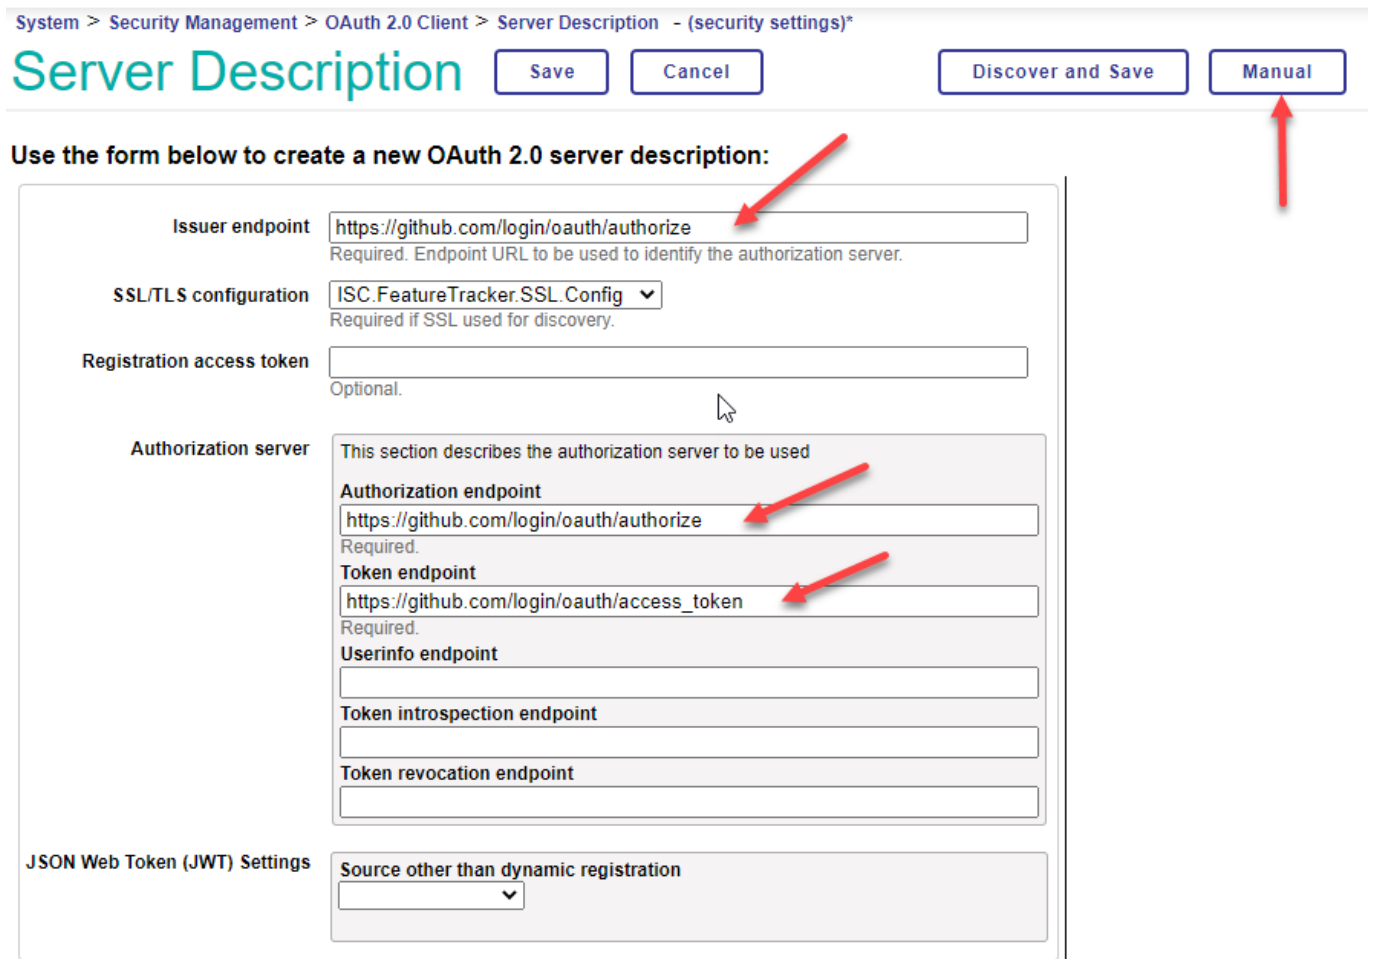 System > Security Management > OAuth 2.0 Client > Server Description - (security settings)*
Server Description Save Cancel Discover and Save Manual
Use the form below to create a new OAuth 2.0 server description:
Issuer endpoint https://github.com/login/oauth/authorize
Required. Endpoint URL to be used to identify the authorization server.
SSL/TLS configuration ISC.FeatureTracker.SSL.Config
Required if SSL used for discovery.
Registration access token
Optional.
Authorization server This section describes the authorization server to be used
Authorization endpoint
https://github.com/login/oauth/authorize
Required.
Token endpoint
https://github.com/login/oauth/access_token
Required.
Userinfo endpoint
Token introspection endpoint
Token revocation endpoint
JSON Web Token (JWT) Settings Source other than dynamic registration